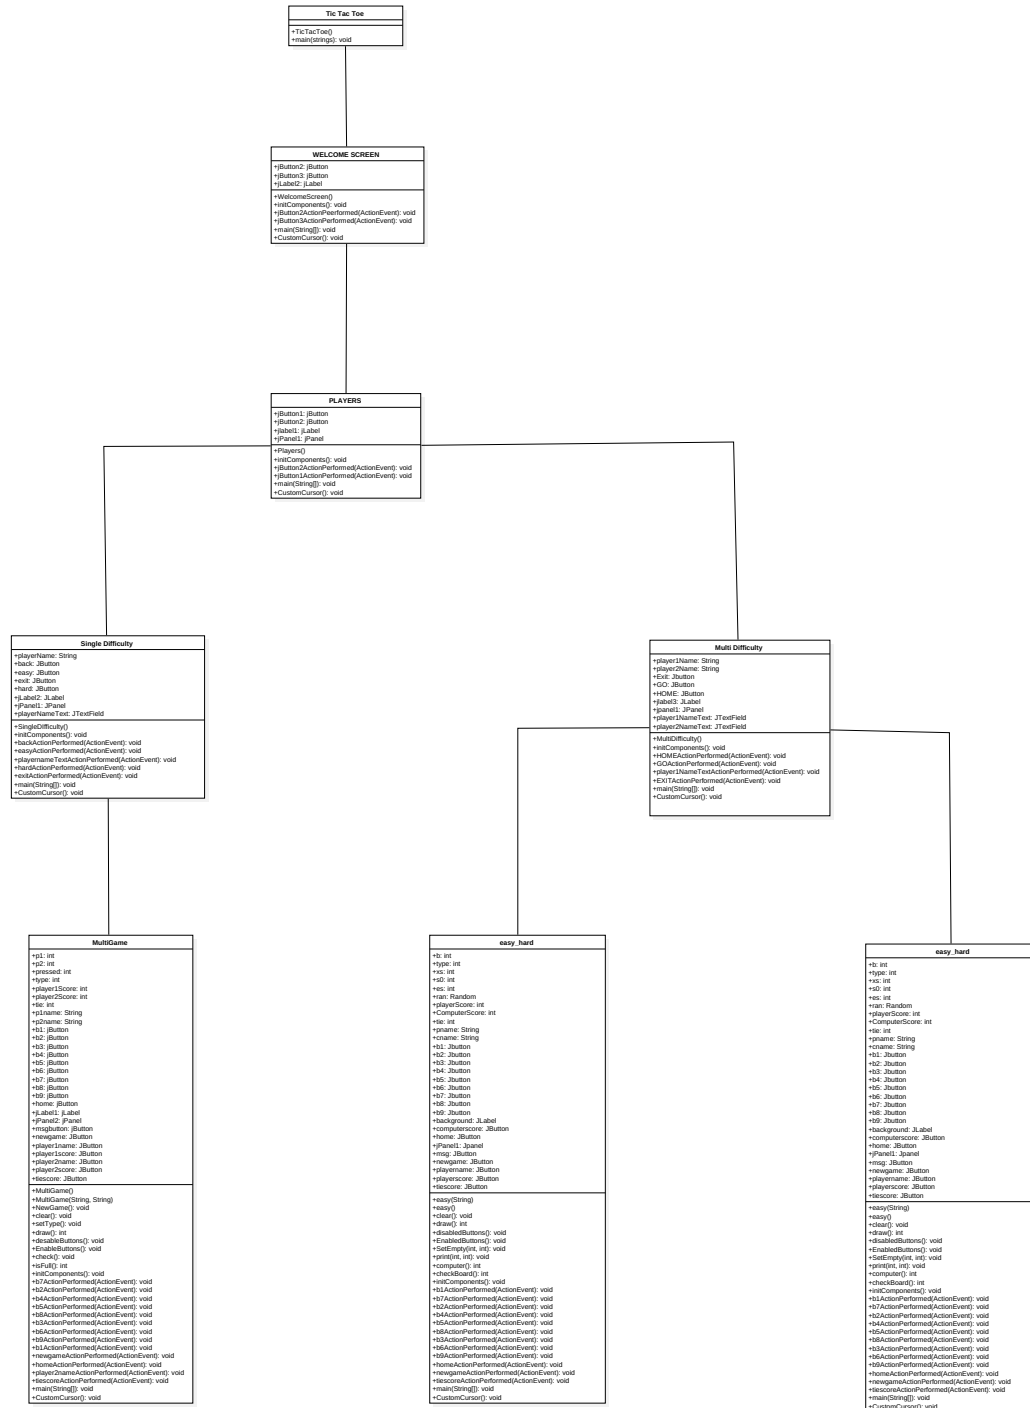 Tic Tac Toe
+TicTacToe()
+main(strings): void
WELCOME SCREEN
+jButton2: jButton
+jButton3: jButton
+jLabel2: jLabel
+WelcomeScreen()
+initComponents(): void
+jButton2ActionPeerformed(ActionEvent): void
+jButton3ActionPerformed(ActionEvent): void
+main(String[]): void
+CustomCursor(): void
PLAYERS
+jButton1: jButton
+jButton2: jButton
+jlabel1: jLabel
+jPanel1: jPanel
+Players()
+initComponents(): void
+jButton2ActionPerformed(ActionEvent): void
+jButton1ActionPerformed(ActionEvent): void
+main(String[]): void
+CustomCursor(): void
Single Difficulty
+playerName: String
+back: JButton
+easy: JButton
+exit: JButton
+hard: JButton
+jLabel2: JLabel
+jPanel1: JPanel
+playerNameText: JTextField
+SingleDIfficulty()
+initComponents(): void
+backActionPerformed(ActionEvent): void
+easyActionPerformed(ActionEvent): void
+playernameTextActionPerformed(ActionEvent): void
+hardActionPerformed(ActionEvent): void
+exitActionPerformed(ActionEvent): void
+main(String[]): void
+CustomCursor(): void
Multi Difficulty
+player1Name: String
+player2Name: String
+Exit: Jbutton
+GO: JButton
+HOME: JButton
+jlabel3: JLabel
+jpanel1: JPanel
+player1NameText: JTextField
+player2NameText: JTextField
+MultiDifficulty()
+initComponents(): void
+HOMEActionPerformed(ActionEvent): void
+GOActionPerformed(ActionEvent): void
+player1NameTextActionPerformed(ActionEvent): void
+EXITActionPerformed(ActionEvent): void
+main(String[]): void
+CustomCursor(): void
MultiGame
+p1: int
+p2: int
+pressed: int
+type: int
+player1Score: int
+player2Score: int
+tie: int
+p1name: String
+p2name: String
+b1: jButton
+b2: jButton
+b3: jButton
+b4: jButton
+b5: jButton
+b6: jButton
+b7: jButton
+b8: jButton
+b9: jButton
+home: jButton
+jLabel1: jLabel
+jPanel2: jPanel
+msgbutton: jButton
+newgame: JButton
+player1name: JButton
+player1score: JButton
+player2name: JButton
+player2score: JButton
+tiescore: JButton
+MultiGame()
+MultiGame(String, String)
+NewGame(): void
+clear(): void
+setType(): void
+draw(): int
+desableButtons(): void
+EnableButtons(): void
+check(): void
+isFull(): int
+initComponents(): void
+b7ActionPerformed(ActionEvent): void
+b2ActionPerformed(ActionEvent): void
+b4ActionPerformed(ActionEvent): void
+b5ActionPerformed(ActionEvent): void
+b8ActionPerformed(ActionEvent): void
+b3ActionPerformed(ActionEvent): void
+b6ActionPerformed(ActionEvent): void
+b9ActionPerformed(ActionEvent): void
+b1ActionPerformed(ActionEvent): void
+newgameActionPerformed(ActionEvent): void
+homeActionPerformed(ActionEvent): void
+player2nameActionPerformed(ActionEvent): void
+tiescoreActionPerformed(ActionEvent): void
+main(String[]): void
+CustomCursor(): void
easy_hard
+b: int
+type: int
+xs: int
+s0: int
+es: int
+ran: Random
+playerScore: int
+ComputerScore: int
+tie: int
+pname: String
+cname: String
+b1: Jbutton
+b2: Jbutton
+b3: Jbutton
+b4: Jbutton
+b5: Jbutton
+b6: Jbutton
+b7: Jbutton
+b8: Jbutton
+b9: Jbutton
+background: JLabel
+computerscore: JButton
+home: JButton
+jPanel1: Jpanel
+msg: JButton
+newgame: JButton
+playername: JButton
+playerscore: JButton
+tiescore: JButton
+easy(String)
+easy()
+clear(): void
+draw(): int
+disabledButtons(): void
+EnabledButtons(): void
+SetEmpty(int, int): void
+print(int, int): void
+computer(): int
+checkBoard(): int
+initComponents(): void
+b1ActionPerformed(ActionEvent): void
+b7ActionPerformed(ActionEvent): void
+b2ActionPerformed(ActionEvent): void
+b4ActionPerformed(ActionEvent): void
+b5ActionPerformed(ActionEvent): void
+b8ActionPerformed(ActionEvent): void
+b3ActionPerformed(ActionEvent): void
+b6ActionPerformed(ActionEvent): void
+b9ActionPerformed(ActionEvent): void
+homeActionPerformed(ActionEvent): void
+newgameActionPerformed(ActionEvent): void
+tiescoreActionPerformed(ActionEvent): void
+main(String[]): void
+CustomCursor(): void
easy_hard
+b: int
+type: int
+xs: int
+s0: int
+es: int
+ran: Random
+playerScore: int
+ComputerScore: int
+tie: int
+pname: String
+cname: String
+b1: Jbutton
+b2: Jbutton
+b3: Jbutton
+b4: Jbutton
+b5: Jbutton
+b6: Jbutton
+b7: Jbutton
+b8: Jbutton
+b9: Jbutton
+background: JLabel
+computerscore: JButton
+home: JButton
+jPanel1: Jpanel
+msg: JButton
+newgame: JButton
+playername: JButton
+playerscore: JButton
+tiescore: JButton
+easy(String)
+easy()
+clear(): void
+draw(): int
+disabledButtons(): void
+EnabledButtons(): void
+SetEmpty(int, int): void
+print(int, int): void
+computer(): int
+checkBoard(): int
+initComponents(): void
+b1ActionPerformed(ActionEvent): void
+b7ActionPerformed(ActionEvent): void
+b2ActionPerformed(ActionEvent): void
+b4ActionPerformed(ActionEvent): void
+b5ActionPerformed(ActionEvent): void
+b8ActionPerformed(ActionEvent): void
+b3ActionPerformed(ActionEvent): void
+b6ActionPerformed(ActionEvent): void
+b9ActionPerformed(ActionEvent): void
+homeActionPerformed(ActionEvent): void
+newgameActionPerformed(ActionEvent): void
+tiescoreActionPerformed(ActionEvent): void
+main(String[]): void
+CustomCursor(): void